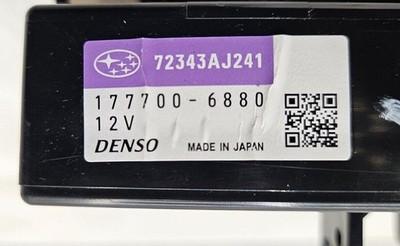 72343AJ241
177700-6880
12V
DENSO MADE IN JAPAN